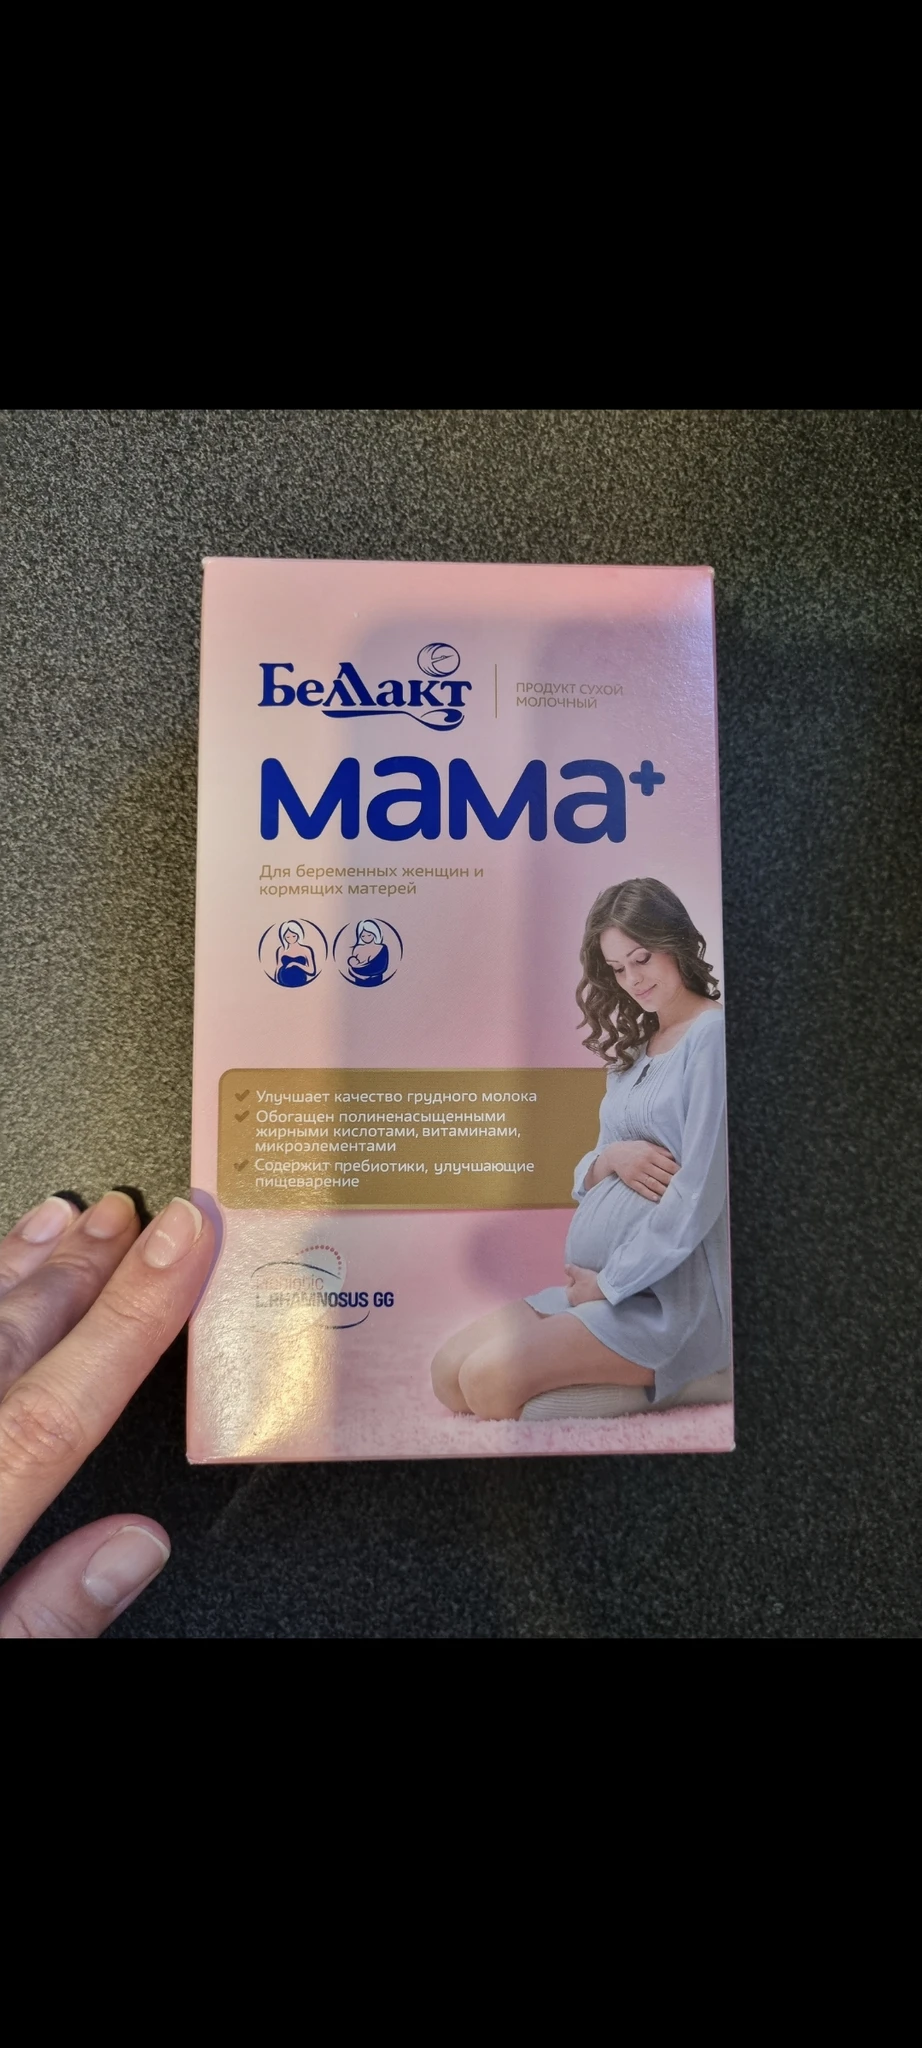 Беллакт
ПРОДУКТ СУХОЙ
МОЛОЧНЫЙ
мама+
Для беременных женщин и
кормящих матерей
Улучшает качество грудного молока
Обогащен полиненасыщенными
жирными кислотами, витаминами,
микроэлементами
Содержит пребиотики, улучшающие
пищеварение
L.RHAMNOSUS GG